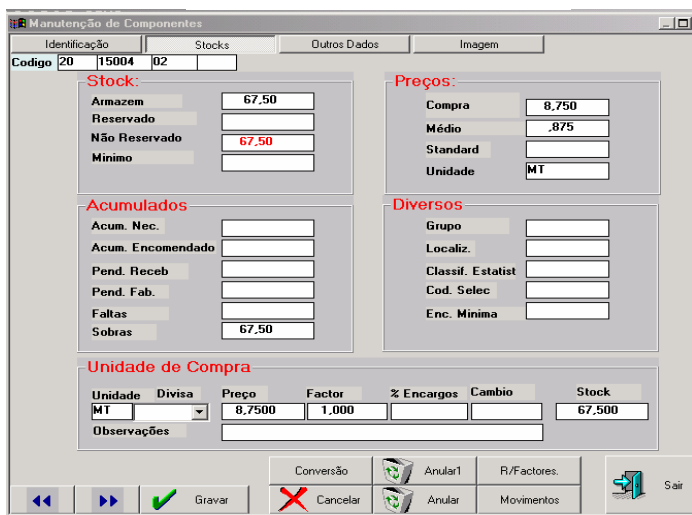 Manutenção de Componentes
Identificação Stocks Outros Dados Imagem
Codigo 20 15004 02
Stock:
Armazem 67,50
Reservado
Não Reservado 67,50
Minimo
Preços:
Compra 8,750
Médio ,875
Standard
Unidade MT
Acumulados
Acum. Nec.
Acum. Encomendado
Pend. Receb
Pend. Fab.
Faltas
Sobras 67,50
Diversos
Grupo
Localiz.
Classif. Estatist
Cod. Selec
Enc. Minima
Unidade de Compra
Unidade Divisa Preço Factor % Encargos Cambio Stock
MT 8,7500 1,000 67,500
Observações
Conversão Anular1 R/Factores.
Gravar Cancelar Anular Movimentos Sair